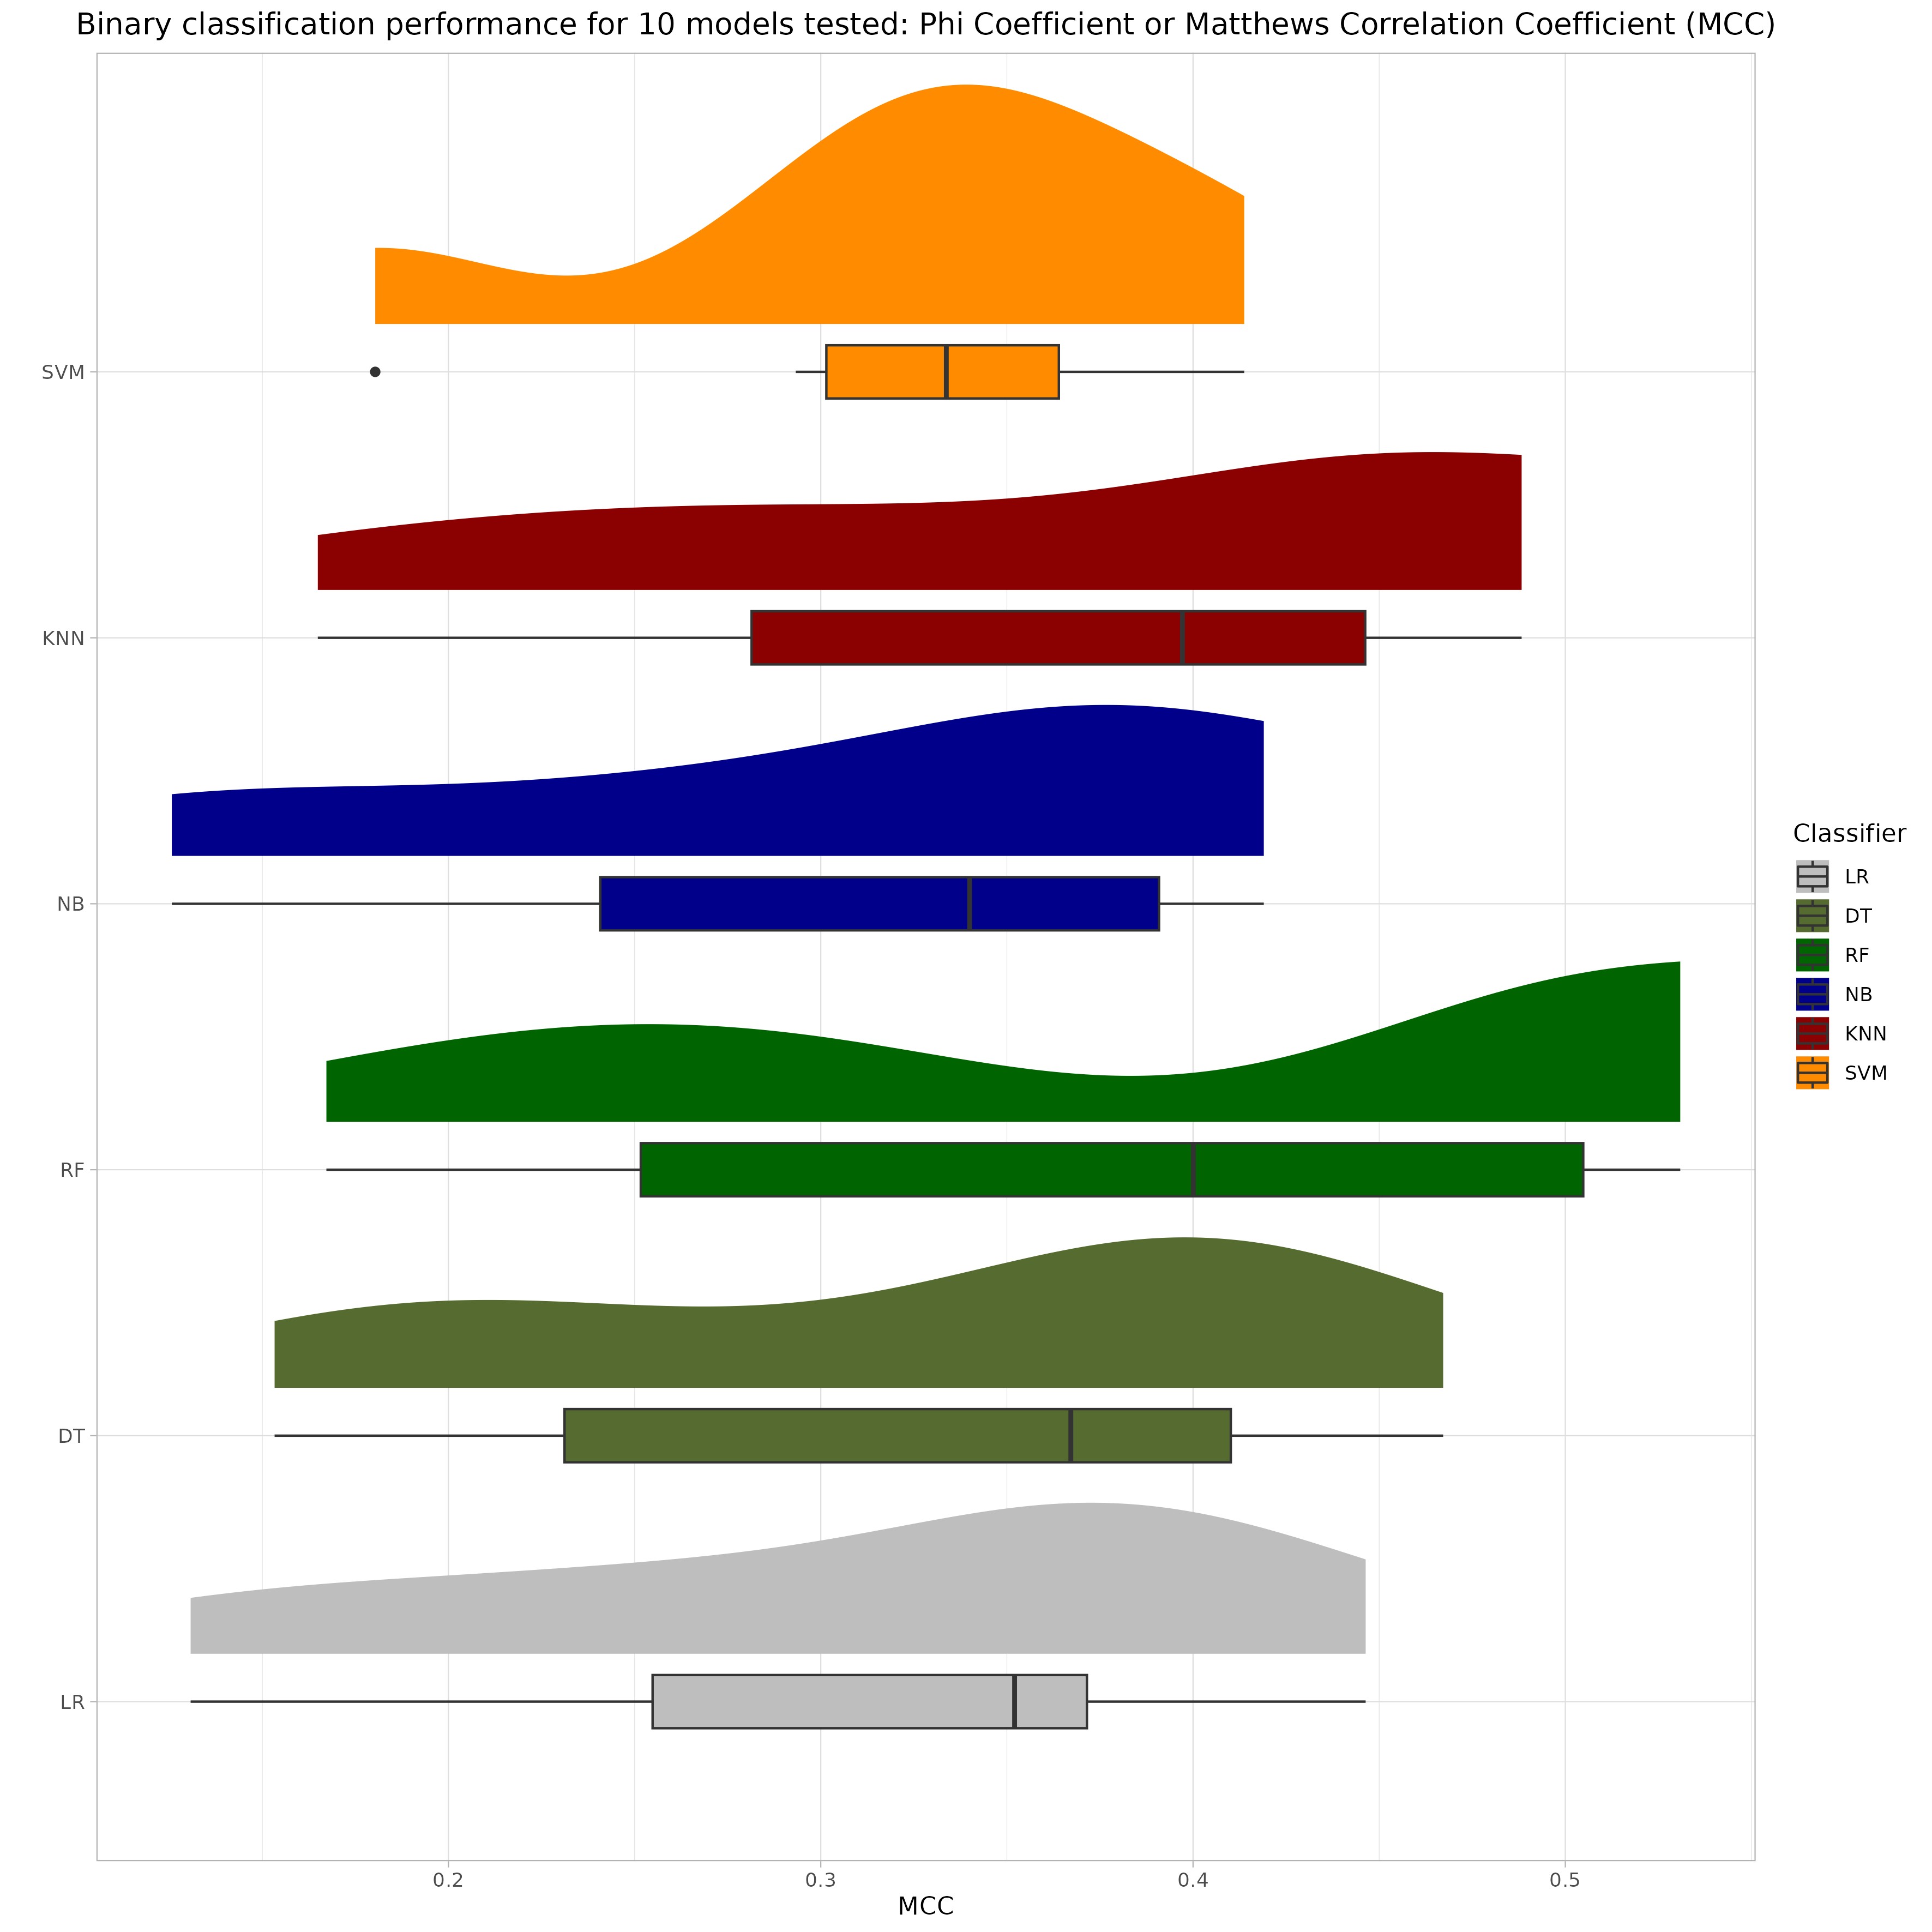 Binary classification performance for 10 models tested: Phi Coefficient or Matthews Correlation Coefficient (MCC)
SVM
KNN
NB
RF
DT
LR
0.2 0.3 0.4 0.5
MCC
Classifier
LR
DT
RF
NB
KNN
SVM